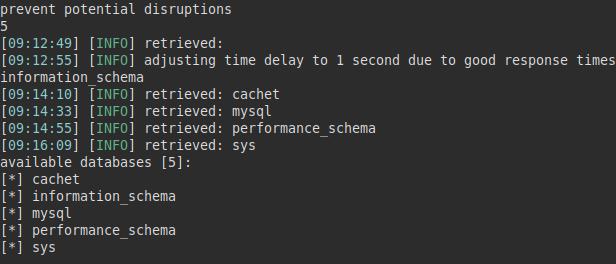 prevent potential disruptions
5
[09:12:49] [INFO] retrieved:
[09:12:55] [INFO] adjusting time delay to 1 second due to good response times
information_schema
[09:14:10] [INFO] retrieved: cachet
[09:14:33] [INFO] retrieved: mysql
[09:14:55] [INFO] retrieved: performance_schema
[09:16:09] [INFO] retrieved: sys
available databases [5]:
[*] cachet
[*] information_schema
[*] mysql
[*] performance_schema
[*] sys